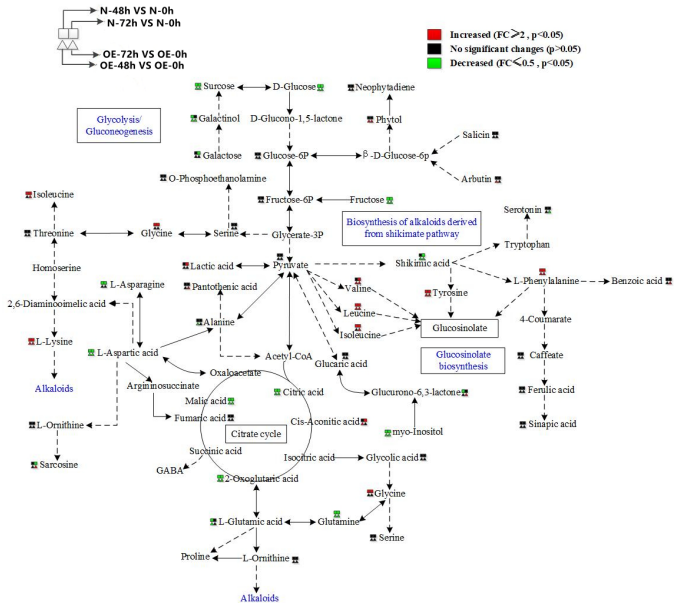 N-48h VS N-0h
N-72h VS N-0h
OE-72h VS OE-0h
OE-48h VS OE-0h
Increased (FC⩾2 , p<0.05)
No significant changes (p>0.05)
Decreased (FC⩽0.5 , p<0.05)
Glycolysis/
Gluconeogenesis
Surcose
D-Glucose
Neophytadiene
Galactinol
D-Glucono-1,5-lactone
Phytol
Galactose
Glucose-6P
β-D-Glucose-6p
Salicin
Arbutin
O-Phosphoethanolamine
Fructose-6P
Fructose
Isoleucine
Threonine
Glycine
Serine
Glycerate-3P
Biosynthesis of alkaloids derived
from shikimate pathway
Serotonin
Tryptophan
Homoserine
Lactic acid
Pyruvate
Shikimic acid
L-Asparagine
Pantothenic acid
Valine
Tyrosine
L-Phenylalanine
Benzoic acid
2,6-Diaminooimelic acid
Alanine
Leucine
Isoleucine
Glucosinolate
4-Coumarate
L-Lysine
L-Aspartic acid
Acetyl-CoA
Glucaric acid
Glucosinolate
biosynthesis
Caffeate
Alkaloids
Arginnosuccinate
Oxaloacetate
Citric acid
Glucurono-6,3-lactone
Ferulic acid
Malic acid
Fumaric acid
Cis-Aconitic acid
L-Ornithine
Citrate cycle
myo-Inositol
Sinapic acid
Succinic acid
Isocitric acid
Glycolic acid
Sarcosine
GABA
2-Oxoglutaric acid
Glycine
L-Glutamic acid
Glutamine
Serine
Proline
L-Ornithine
Alkaloids